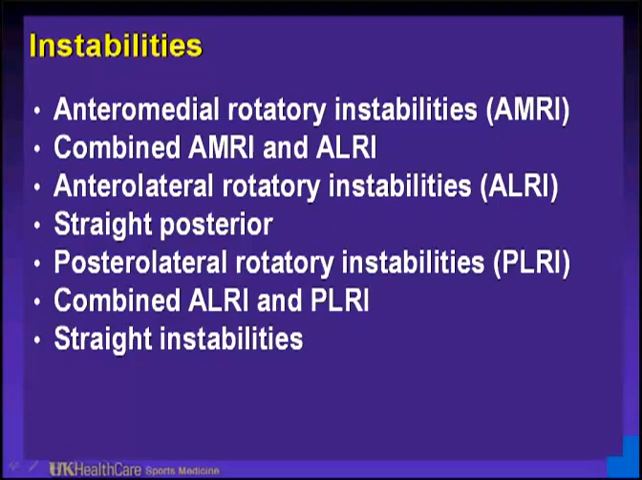 Instabilities
• Anteromedial rotatory instabilities (AMRI)
• Combined AMRI and ALRI
• Anterolateral rotatory instabilities (ALRI)
• Straight posterior
• Posterolateral rotatory instabilities (PLRI)
• Combined ALRI and PLRI
• Straight instabilities
UKHealthCare Sports Medicine